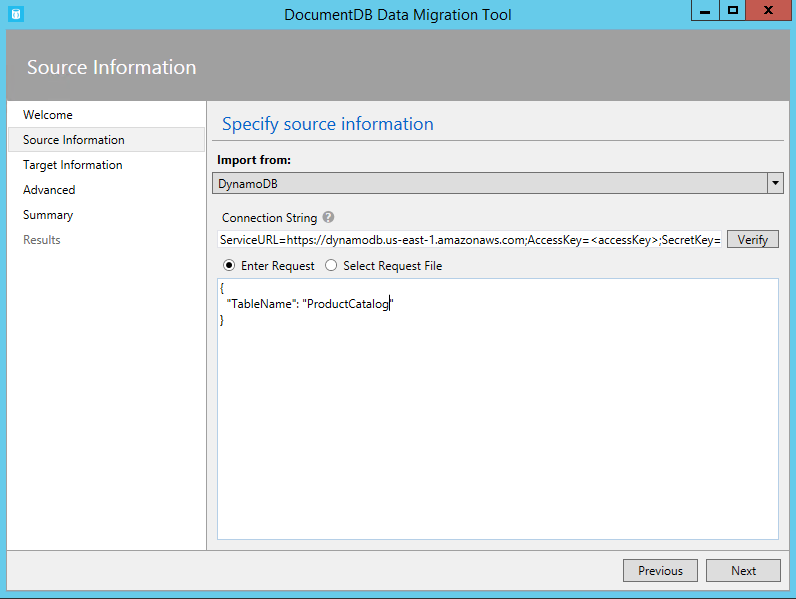 DocumentDB Data Migration Tool
Source Information
Welcome
Source Information
Target Information
Advanced
Summary
Results
Specify source information
Import from:
DynamoDB
Connection String ?
ServiceURL=https://dynamodb.us-east-1.amazonaws.com;AccessKey=<accessKey>;SecretKey=
Verify
Enter Request
Select Request File
{
"TableName": "ProductCatalog"
}
Previous
Next